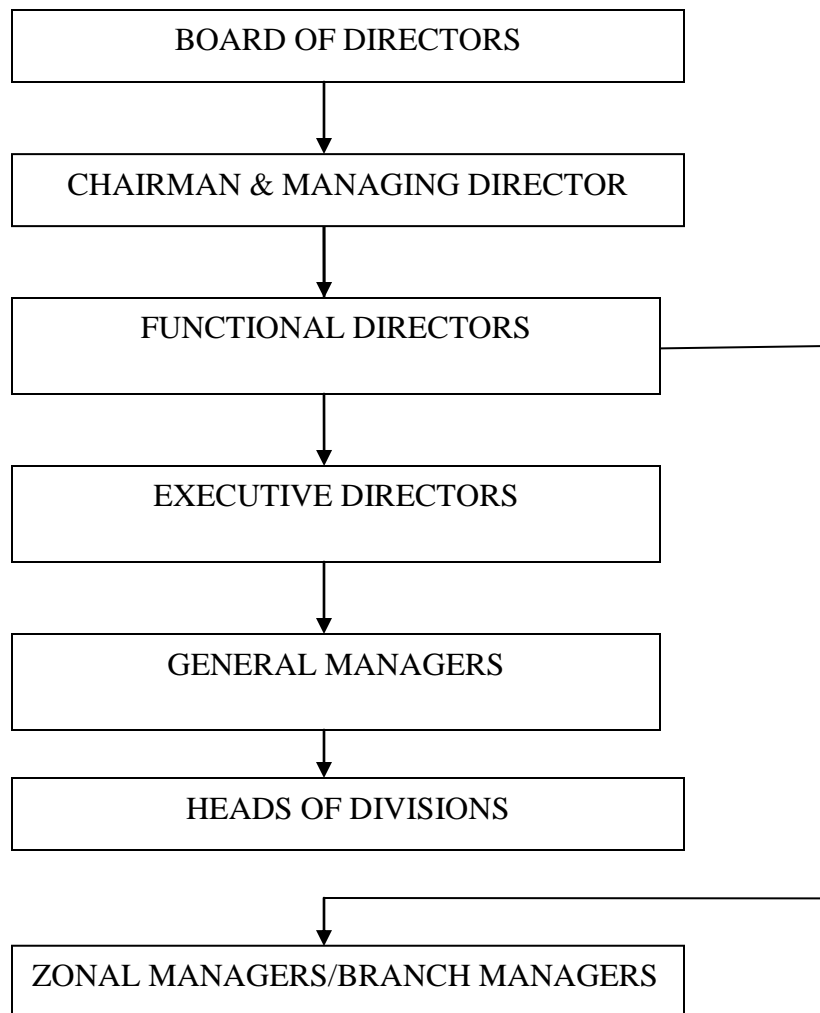 BOARD OF DIRECTORS
CHAIRMAN & MANAGING DIRECTOR
FUNCTIONAL DIRECTORS
EXECUTIVE DIRECTORS
GENERAL MANAGERS
HEADS OF DIVISIONS
ZONAL MANAGERS/BRANCH MANAGERS